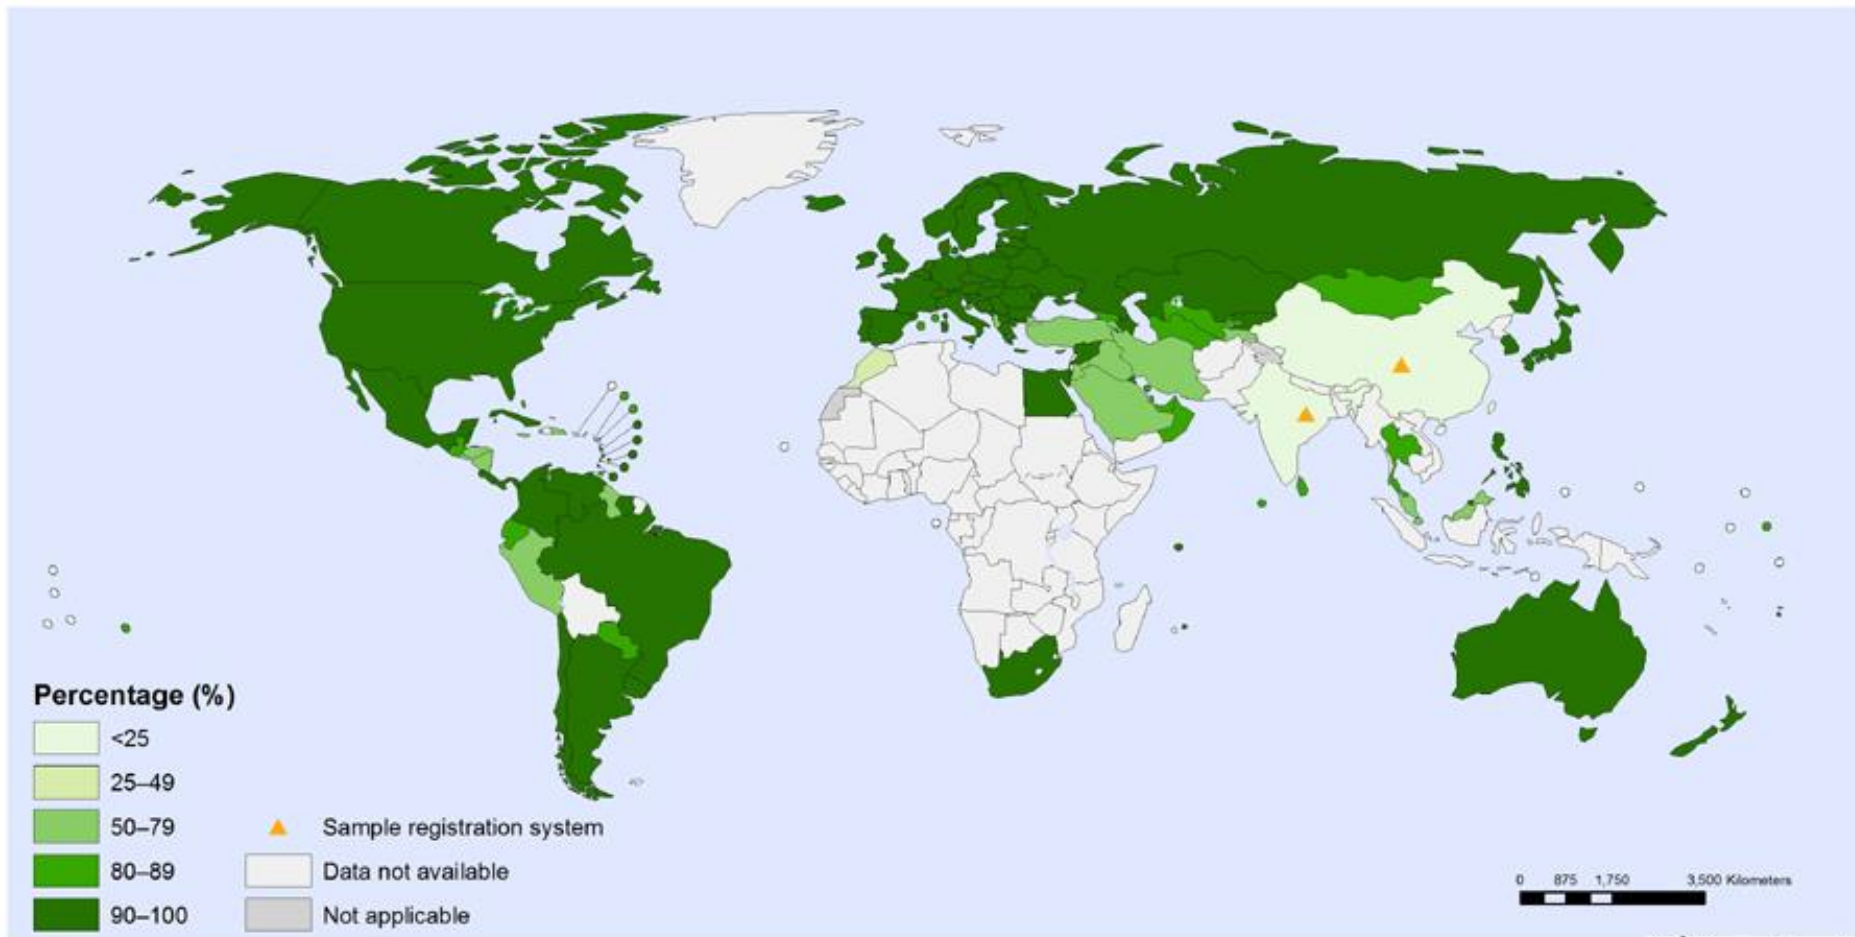 Percentage (%)
<25
25–49
50–79
80–89
90–100
Sample registration system
Data not available
Not applicable
0 875 1,750 3,500 Kilometers